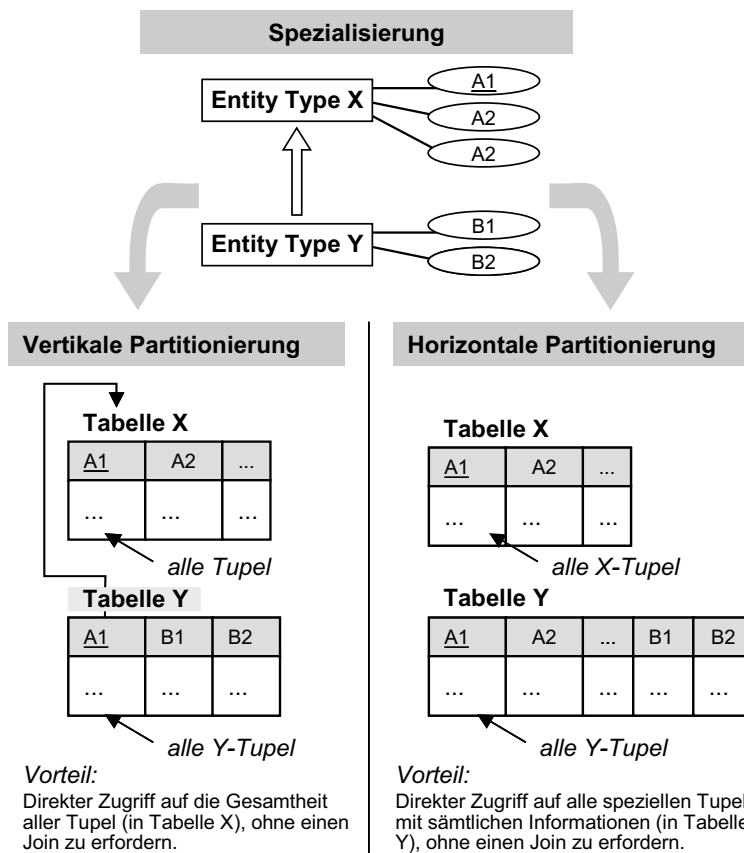 Spezialisierung
Entity Type X
A1
A2
A2
Entity Type Y
B1
B2
Vertikale Partitionierung
Tabelle X
A1 A2 ...
... ... ...
alle Tupel
Tabelle Y
A1 B1 B2
... ... ...
alle Y-Tupel
Vorteil:
Direkter Zugriff auf die Gesamtheit
aller Tupel (in Tabelle X), ohne einen
Join zu erfordern.
Horizontale Partitionierung
Tabelle X
A1 A2 ...
... ... ...
alle X-Tupel
Tabelle Y
A1 A2 ... B1 B2
... ... ... ... ...
alle Y-Tupel
Vorteil:
Direkter Zugriff auf alle speziellen Tupel
mit sämtlichen Informationen (in Tabelle
Y), ohne einen Join zu erfordern.